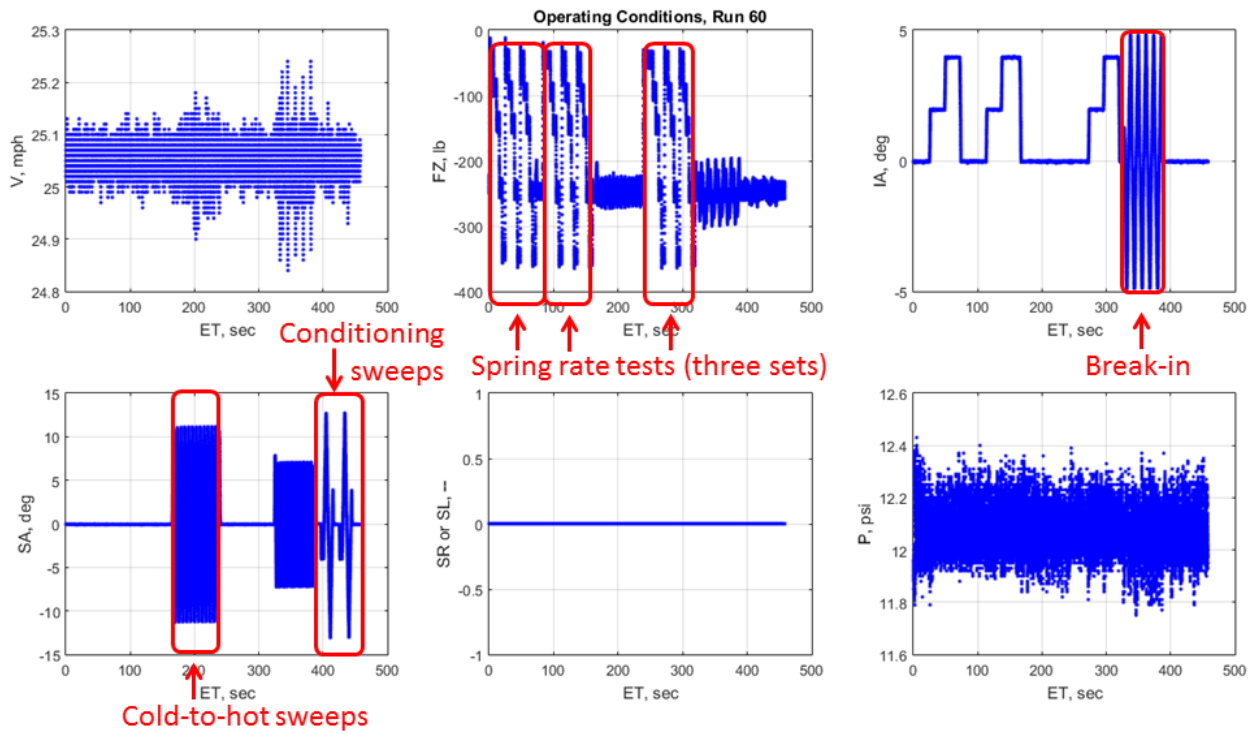 Operating Conditions, Run 60
25.3
25.2
25.1
25
24.9
24.8
V, mph
0 100 200 300 400 500
ET, sec
0
-100
-200
-300
-400
FZ, lb
0 100 200 300 400 500
ET, sec
5
0
-5
IA, deg
0 100 200 300 400 500
ET, sec
Conditioning
sweeps
Spring rate tests (three sets)
Break-in
15
10
5
0
-5
-10
-15
SA, deg
0 100 200 300 400 500
ET, sec
Cold-to-hot sweeps
1
0.5
0
-0.5
-1
SR or SL, --
0 100 200 300 400 500
ET, sec
12.6
12.4
12.2
12
11.8
11.6
P, psi
0 100 200 300 400 500
ET, sec